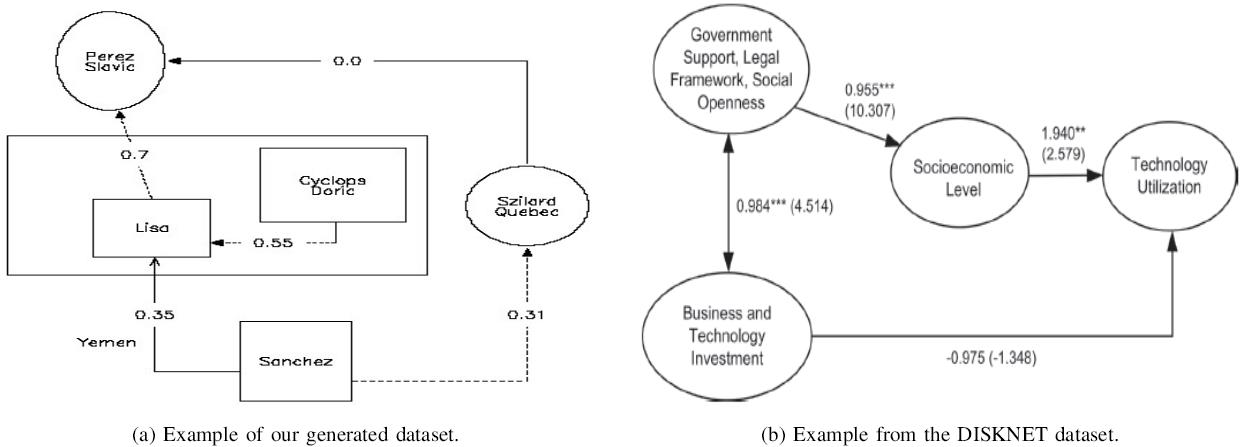 Perez
Slavic
0.0
0.7
Cyclops
Doric
Lisa
0.55
Szilard
Quebec
0.35
0.31
Yemen
Sanchez
(a) Example of our generated dataset.
Government
Support, Legal
Framework, Social
Openness
0.955***
(10.307)
Socioeconomic
Level
1.940**
(2.579)
Technology
Utilization
0.984*** (4.514)
Business and
Technology
Investment
-0.975 (-1.348)
(b) Example from the DISKNET dataset.